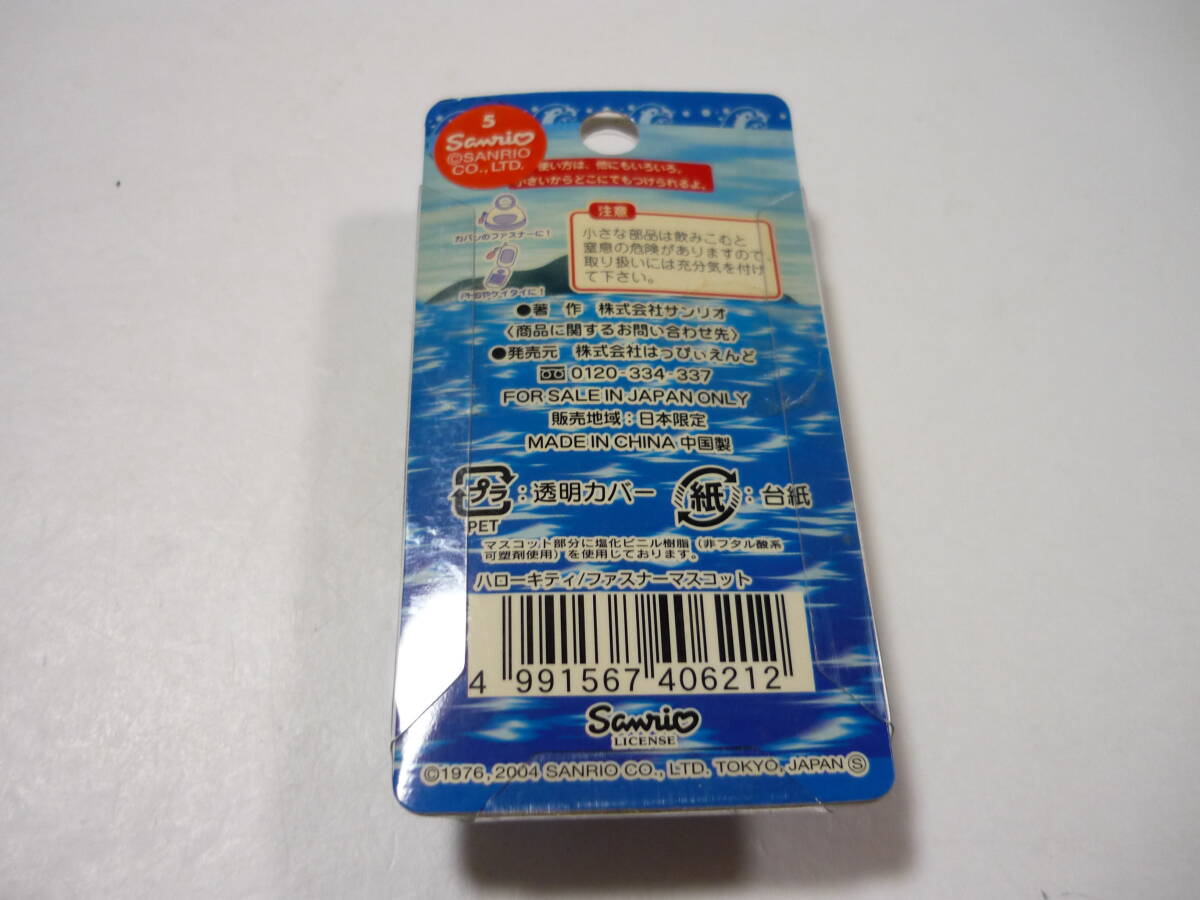 5
Sanrio
©SANRIO
CO., LTD.
使い方は、他にもいろいろ。
小さいからどこにでもつけられるよ。
カバンのファスナーに!
注意
小さな部品は飲みこむと
窒息の危険がありますので
取り扱いには充分気を付け
て下さい。
●著 作 株式会社サンリオ
〈商品に関するお問い合わせ先〉
●発売元 株式会社はっぴぃえんど
0120-334-337
FOR SALE IN JAPAN ONLY
販売地域:日本限定
MADE IN CHINA 中国製
プラ:透明カバー 紙:台紙
PET
マスコット部分に塩化ビニル樹脂(非フタル酸系
可塑剤使用)を使用しております。
ハローキティ/ファスナーマスコット
4 991567 406212
Sanrio
LICENSE
©1976, 2004 SANRIO CO., LTD. TOKYO, JAPAN Ⓢ